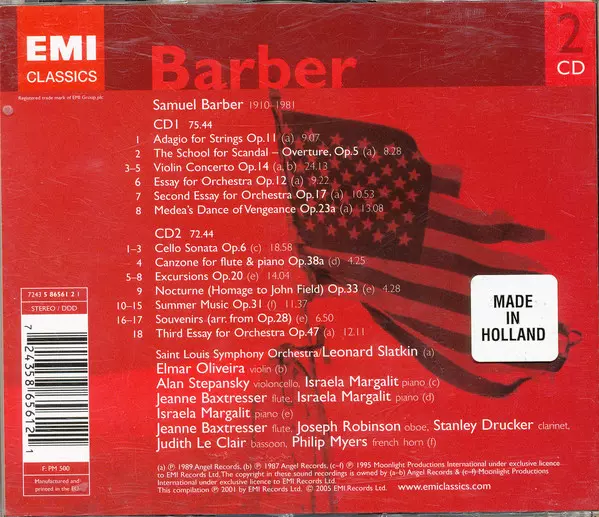 EMI
CLASSICS
Registered trade mark of EMI Group plc
Barber
2
CD
Samuel Barber 1910–1981
CD1 75.44
1 Adagio for Strings Op.11 (a) 9.07
2 The School for Scandal – Overture, Op.5 (a) 8.28
3–5 Violin Concerto Op.14 (a, b) 24.13
6 Essay for Orchestra Op.12 (a) 9.22
7 Second Essay for Orchestra Op.17 (a) 10.53
8 Medea's Dance of Vengeance Op.23a (a) 13.08
CD2 72.44
1–3 Cello Sonata Op.6 (c) 18.58
4 Canzone for flute & piano Op.38a (d) 4.25
5–8 Excursions Op.20 (e) 14.04
9 Nocturne (Homage to John Field) Op.33 (e) 4.28
10–15 Summer Music Op.31 (f) 11.37
16–17 Souvenirs (arr. from Op.28) (e) 6.50
18 Third Essay for Orchestra Op.47 (a) 12.11
Saint Louis Symphony Orchestra/Leonard Slatkin (a)
Elmar Oliveira violin (b)
Alan Stepansky violoncello, Israela Margalit piano (c)
Jeanne Baxtresser flute, Israela Margalit piano (d)
Israela Margalit piano (e)
Jeanne Baxtresser flute, Joseph Robinson oboe, Stanley Drucker clarinet,
Judith Le Clair bassoon, Philip Myers french horn (f)
(a) ℗ 1989 Angel Records, (b) ℗ 1987 Angel Records, (c–f) ℗ 1995 Moonlight Productions International under exclusive licence
to EMI Records Ltd. The copyright in these sound recordings is owned by (a–b) Angel Records & (c–f) Moonlight Productions
International under exclusive licence to EMI Records Ltd.
This compilation ℗ 2001 by EMI Records Ltd. © 2005 EMI Records Ltd.
www.emiclassics.com
MADE
IN
HOLLAND
7243 5 86561 2 1
STEREO / DDD
7 24358 65612 1
F: PM 500
Manufactured and
printed in the EU